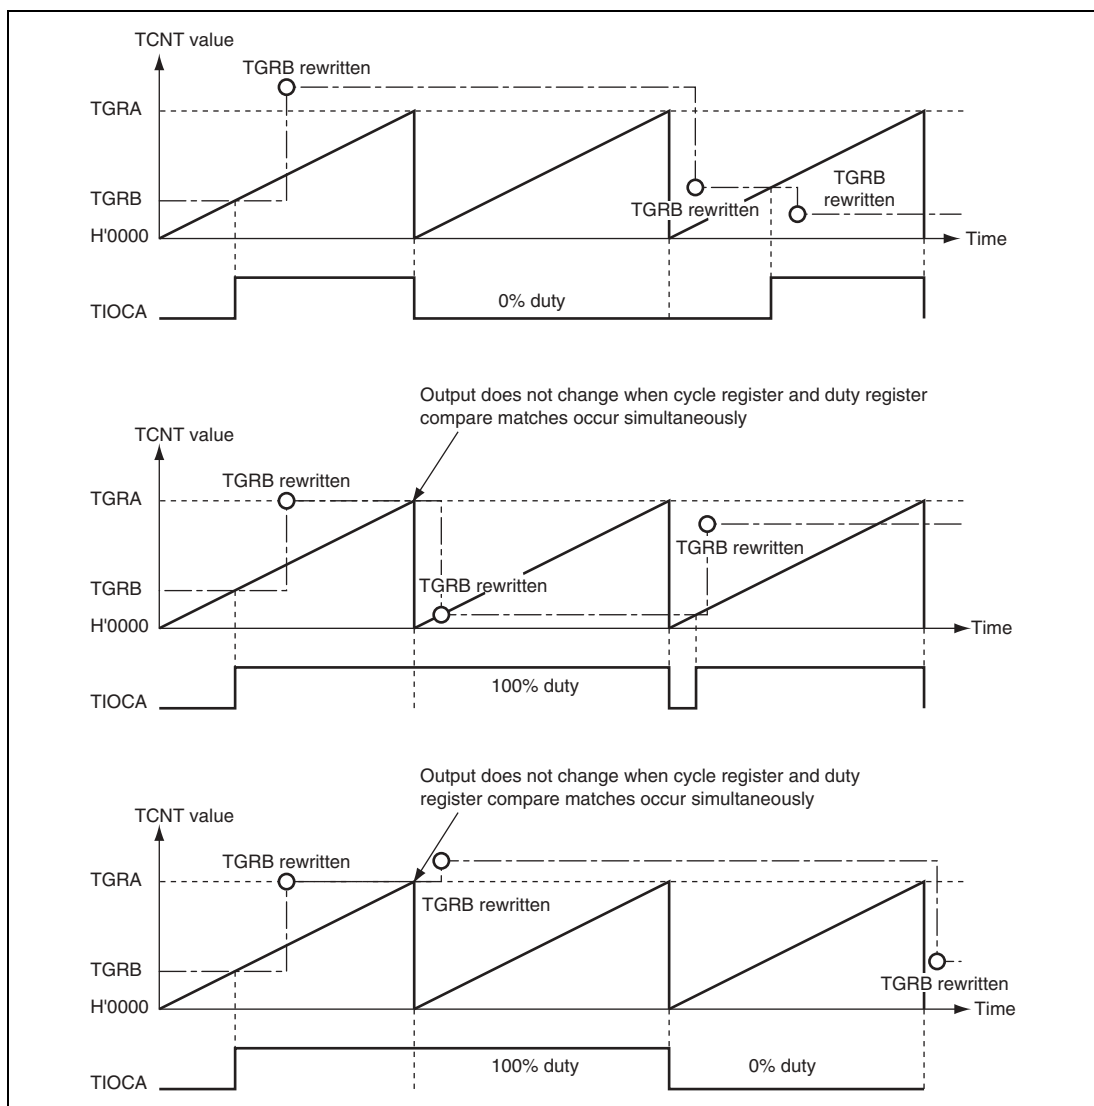 TCNT value
TGRB rewritten
TGRA
TGRB
TGRB
rewritten
TGRB rewritten
H'0000
Time
0% duty
TIOCA
Output does not change when cycle register and duty register
compare matches occur simultaneously
TCNT value
TGRB rewritten
TGRA
TGRB rewritten
TGRB
TGRB rewritten
H'0000
Time
100% duty
TIOCA
Output does not change when cycle register and duty
register compare matches occur simultaneously
TCNT value
TGRB rewritten
TGRA
TGRB rewritten
TGRB
TGRB rewritten
H'0000
Time
100% duty
0% duty
TIOCA